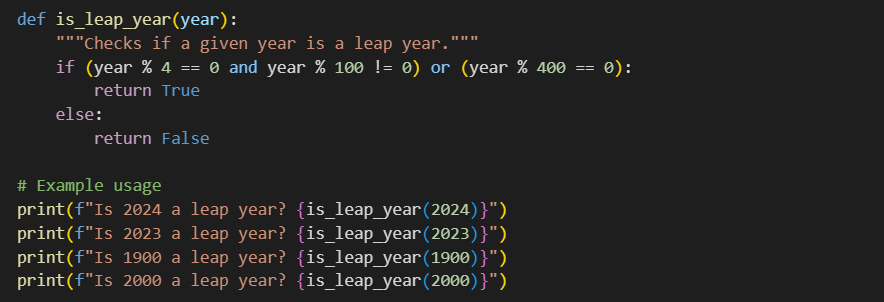 def is_leap_year(year):
    """Checks if a given year is a leap year."""
    if (year % 4 == 0 and year % 100 != 0) or (year % 400 == 0):
        return True
    else:
        return False

# Example usage
print(f"Is 2024 a leap year? {is_leap_year(2024)}")
print(f"Is 2023 a leap year? {is_leap_year(2023)}")
print(f"Is 1900 a leap year? {is_leap_year(1900)}")
print(f"Is 2000 a leap year? {is_leap_year(2000)}")